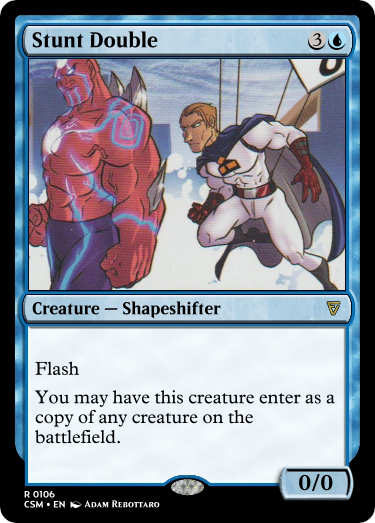 Stunt Double 3
Creature — Shapeshifter
Flash
You may have this creature enter as a
copy of any creature on the
battlefield.
0/0
R 0106
CSM • EN Adam Rebottaro